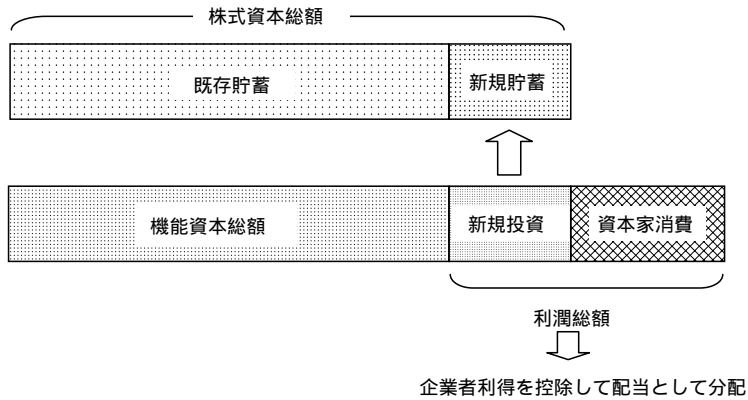 株式資本総額
既存貯蓄
新規貯蓄
機能資本総額
新規投資
資本家消費
利潤総額
企業者利得を控除して配当として分配